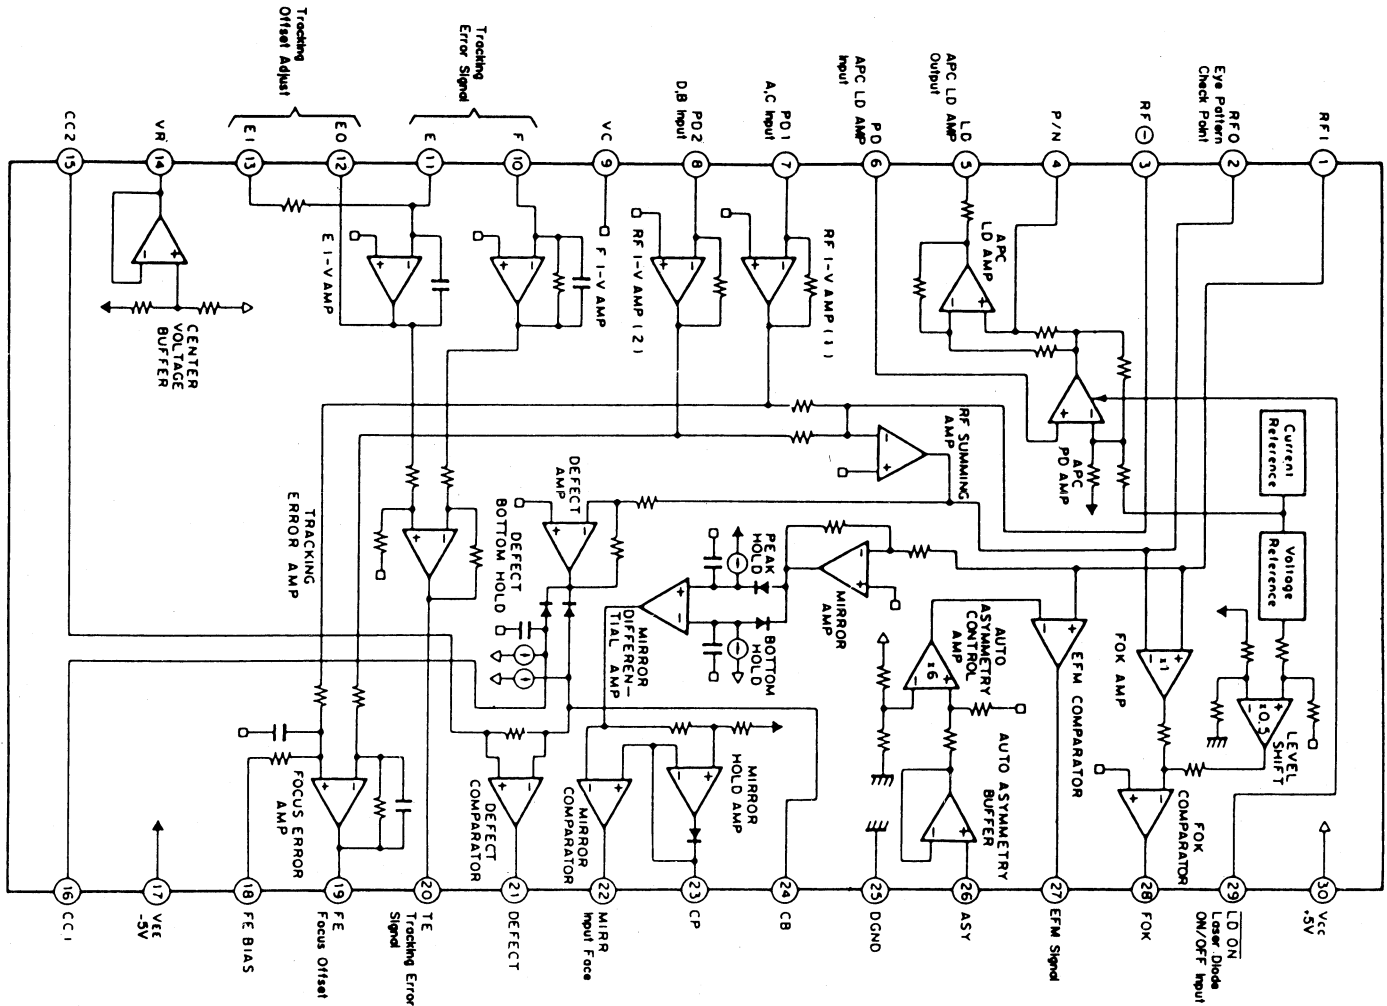 Tracking
Offset Adjust
Tracking
Error Signal
CC2
VR
EI
EO
E
F
VC
PD2
D,B Input
PD1
A,C Input
PD
APC LD AMP
Input
LD
APC LD AMP
Output
P/N
RF ⊖
RFO
Eye Pattern
Check Point
RFI
15
14
13
12
11
10
9
8
7
6
5
4
3
2
1
CENTER
VOLTAGE
BUFFER
E I-V AMP
F I-V AMP
RF I-V AMP (2)
RF I-V AMP (1)
APC
LD AMP
APC
PD AMP
Current
Reference
Voltage
Reference
RF SUMMING
AMP
TRACKING
ERROR AMP
DEFECT
AMP
DEFECT
BOTTOM HOLD
PEAK
HOLD
BOTTOM
HOLD
MIRROR
AMP
MIRROR
DIFFEREN-
TIAL AMP
AUTO
ASYMMETRY
CONTROL
AMP
×6
EFM COMPARATOR
FOK AMP
×1
LEVEL
SHIFT
×0.5
FOCUS ERROR
AMP
DEFECT
COMPARATOR
MIRROR
COMPARATOR
MIRROR
HOLD AMP
AUTO ASYMMETRY
BUFFER
FOK
COMPARATOR
16
17
18
19
20
21
22
23
24
25
26
27
28
29
30
CC1
VEE
-5V
FE BIAS
FE
Focus Offset
TE
Tracking Error
Signal
DEFECT
MIRR
Input Face
CP
CB
DGND
ASY
EFM Signal
FOK
LD ON
Laser Diode
ON/OFF Input
Vcc
+5V